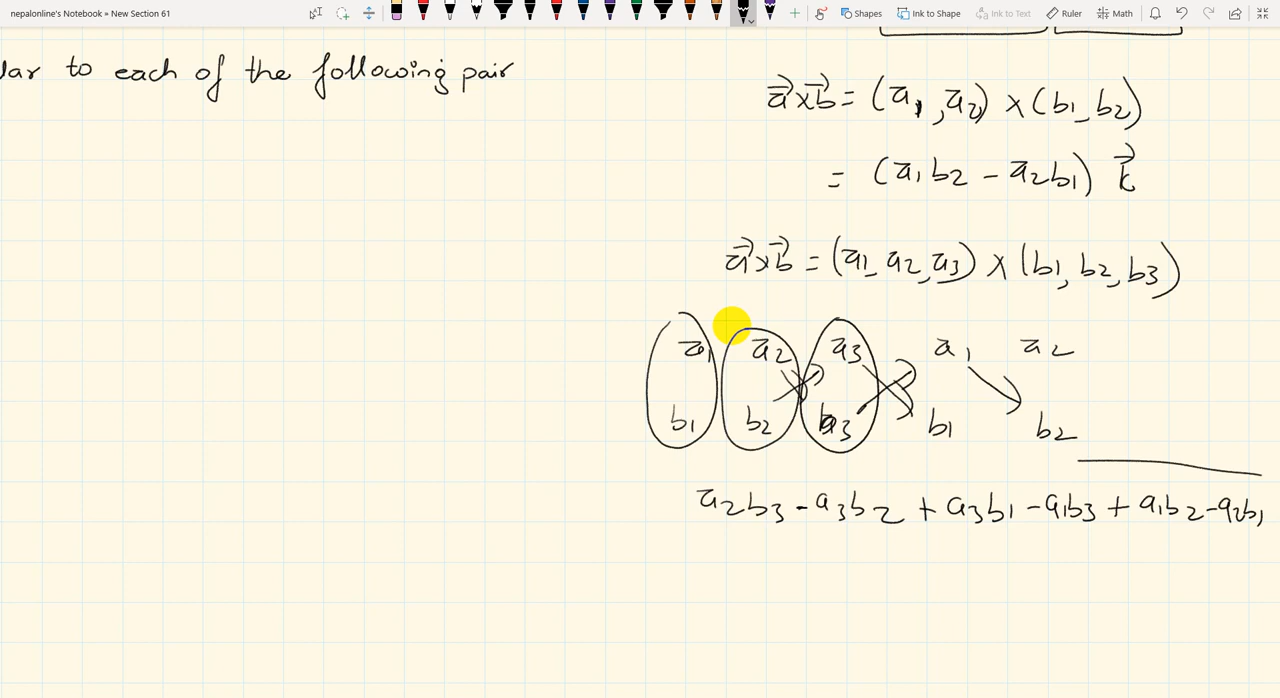 nepalonline's Notebook » New Section 61
Shapes Ink to Shape Ink to Text Ruler Math
lar to each of the following pair
a⃗×b⃗ = (a₁, a₂) × (b₁, b₂)
= (a₁b₂ − a₂b₁) k⃗
a⃗×b⃗ = (a₁, a₂, a₃) × (b₁, b₂, b₃)
a₁ a₂ a₃ a₁ a₂
b₁ b₂ b₃ b₁ b₂
a₂b₃ − a₃b₂ + a₃b₁ − a₁b₃ + a₁b₂ − a₂b₁